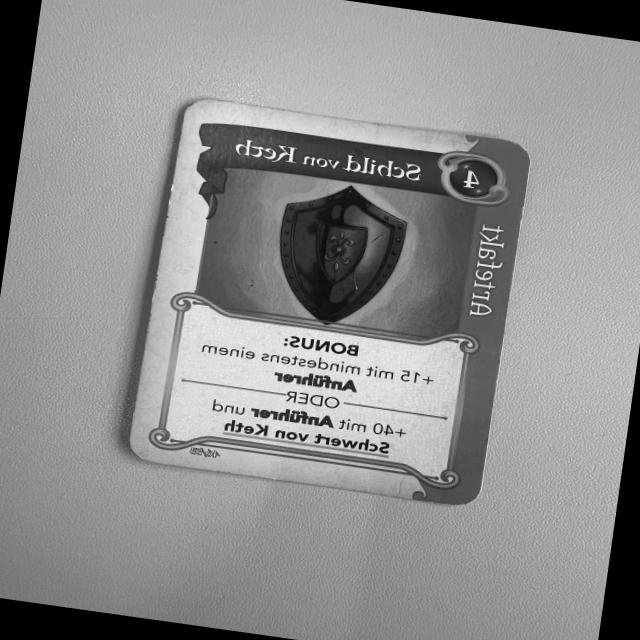 4
Schild von Keth
Artefakt
BONUS:
+15 mit mindestens einem
Anführer
ODER
+40 mit Anführer und
Schwert von Keth